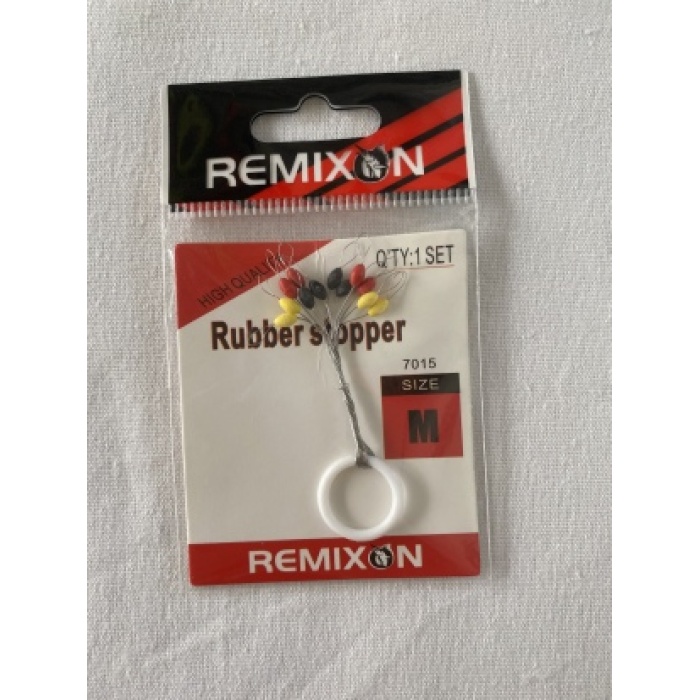 REMIXON
HIGH QUALITY
Q'TY:1 SET
Rubber stopper
7015
SIZE
M
REMIXON